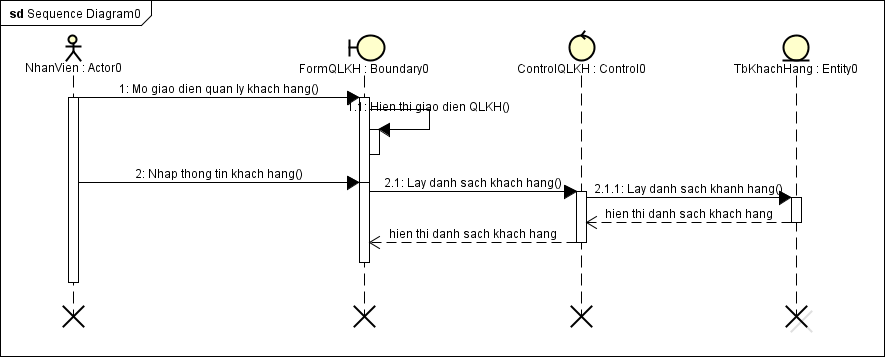 sd Sequence Diagram0
NhanVien : Actor0
FormQLKH : Boundary0
ControlQLKH : Control0
TbKhachHang : Entity0
1: Mo giao dien quan ly khach hang()
1.1: Hien thi giao dien QLKH()
2: Nhap thong tin khach hang()
2.1: Lay danh sach khach hang()
2.1.1: Lay danh sach khanh hang()
hien thi danh sach khach hang
hien thi danh sach khach hang